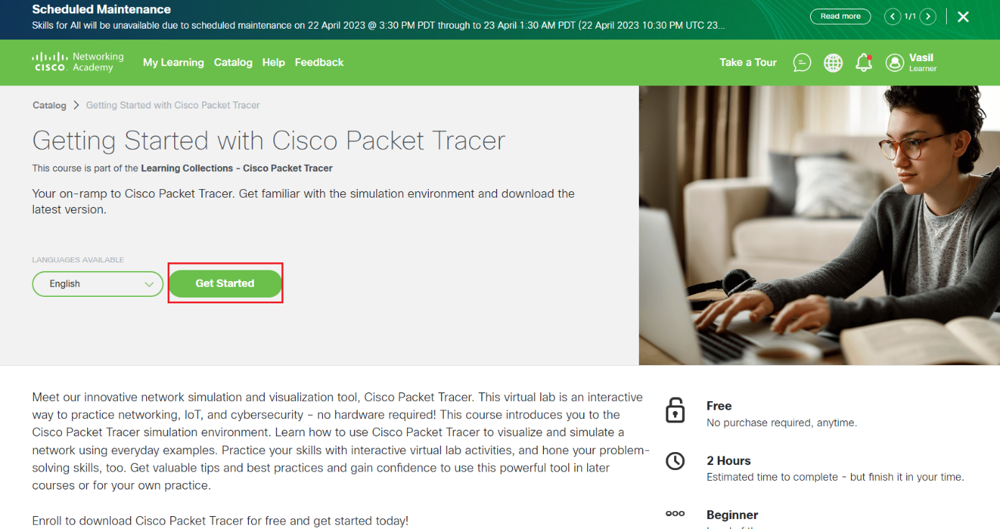 Scheduled Maintenance
Skills for All will be unavailable due to scheduled maintenance on 22 April 2023 @ 3:30 PM PDT through to 23 April 1:30 AM PDT (22 April 2023 10:30 PM UTC 23...
Read more
1/1
Networking
CISCO Academy
My Learning Catalog Help Feedback
Take a Tour
Vasil
Learner
Catalog > Getting Started with Cisco Packet Tracer
Getting Started with Cisco Packet Tracer
This course is part of the Learning Collections - Cisco Packet Tracer
Your on-ramp to Cisco Packet Tracer. Get familiar with the simulation environment and download the
latest version.
LANGUAGES AVAILABLE
English
Get Started
Meet our innovative network simulation and visualization tool, Cisco Packet Tracer. This virtual lab is an interactive
way to practice networking, IoT, and cybersecurity - no hardware required! This course introduces you to the
Cisco Packet Tracer simulation environment. Learn how to use Cisco Packet Tracer to visualize and simulate a
network using everyday examples. Practice your skills with interactive virtual lab activities, and hone your problem-
solving skills, too. Get valuable tips and best practices and gain confidence to use this powerful tool in later
courses or for your own practice.
Enroll to download Cisco Packet Tracer for free and get started today!
Free
No purchase required, anytime.
2 Hours
Estimated time to complete - but finish it in your time.
Beginner